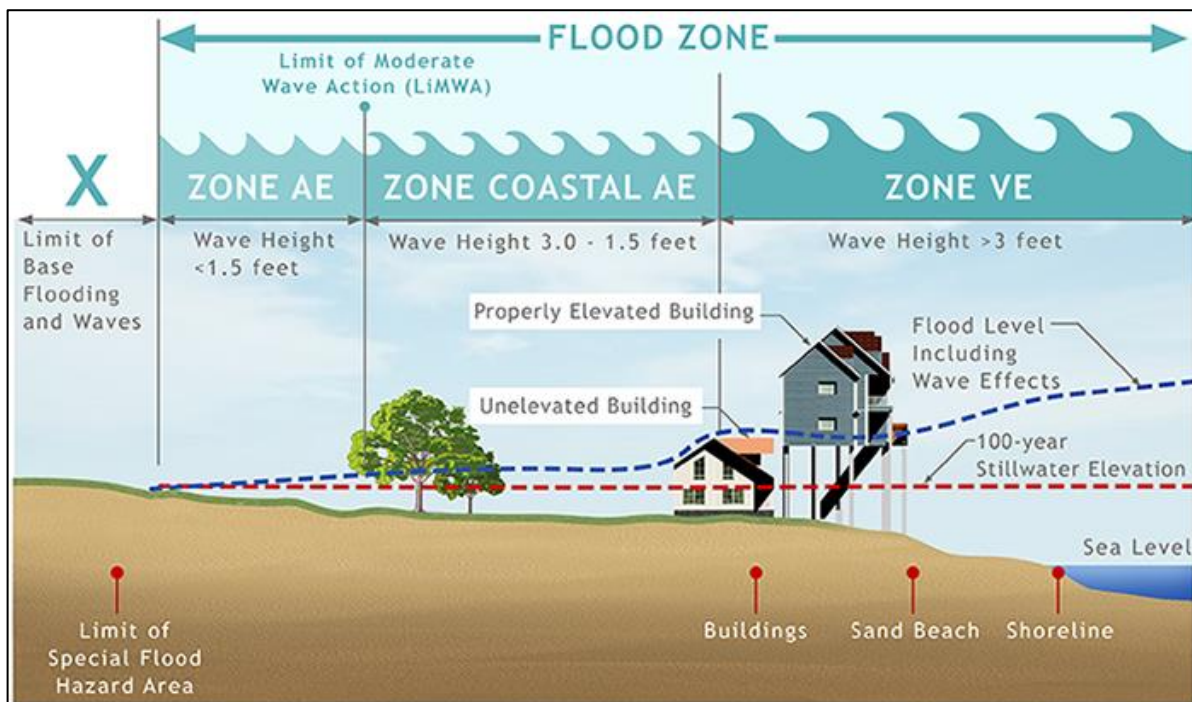 FLOOD ZONE
Limit of Moderate
Wave Action (LiMWA)
X
ZONE AE
ZONE COASTAL AE
ZONE VE
Limit of
Base
Flooding
and Waves
Wave Height
<1.5 feet
Wave Height 3.0 - 1.5 feet
Wave Height >3 feet
Properly Elevated Building
Flood Level
Including
Wave Effects
Unelevated Building
100-year
Stillwater Elevation
Sea Level
Limit of
Special Flood
Hazard Area
Buildings
Sand Beach
Shoreline